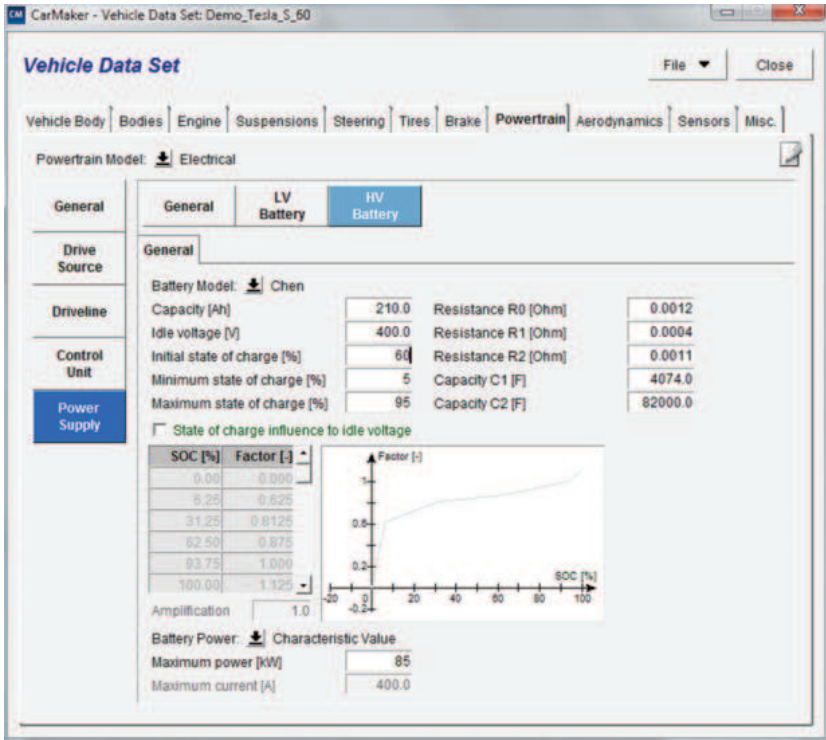 CM CarMaker - Vehicle Data Set: Demo_Tesla_S_60
Vehicle Data Set
File
Close
Vehicle Body Bodies Engine Suspensions Steering Tires Brake Powertrain Aerodynamics Sensors Misc.
Powertrain Model: Electrical
General
Drive
Source
Driveline
Control
Unit
Power
Supply
General
LV
Battery
HV
Battery
General
Battery Model: Chen
Capacity [Ah] 210.0 Resistance R0 [Ohm] 0.0012
Idle voltage [V] 400.0 Resistance R1 [Ohm] 0.0004
Initial state of charge [%] 60 Resistance R2 [Ohm] 0.0011
Minimum state of charge [%] 5 Capacity C1 [F] 4074.0
Maximum state of charge [%] 95 Capacity C2 [F] 82000.0
State of charge influence to idle voltage
SOC [%] Factor [-]
0.00 0.000
6.25 0.625
31.25 0.8125
62.50 0.875
93.75 1.000
100.00 1.125
Amplification 1.0
Factor [-]
1
0.6
0.2
-0.2
SOC [%]
-20 0 20 40 60 80 100
Battery Power: Characteristic Value
Maximum power [kW] 85
Maximum current [A] 400.0